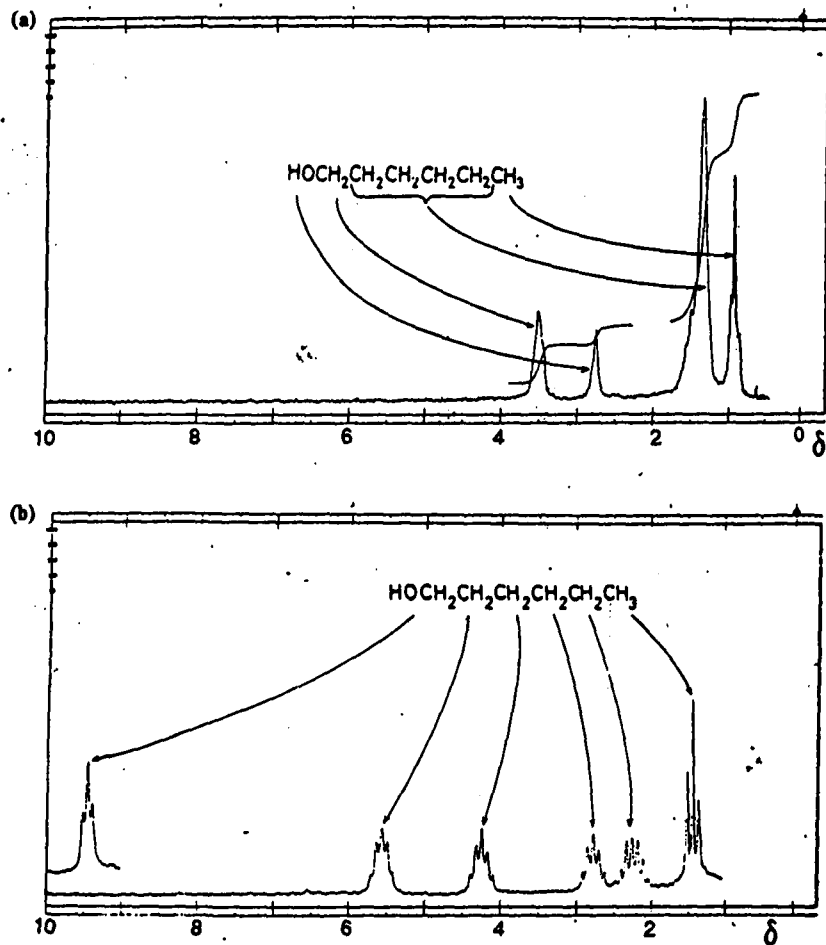 (a)
HOCH₂CH₂CH₂CH₂CH₂CH₃
10 8 6 4 2 0 δ
(b)
HOCH₂CH₂CH₂CH₂CH₂CH₃
10 8 6 4 2 δ